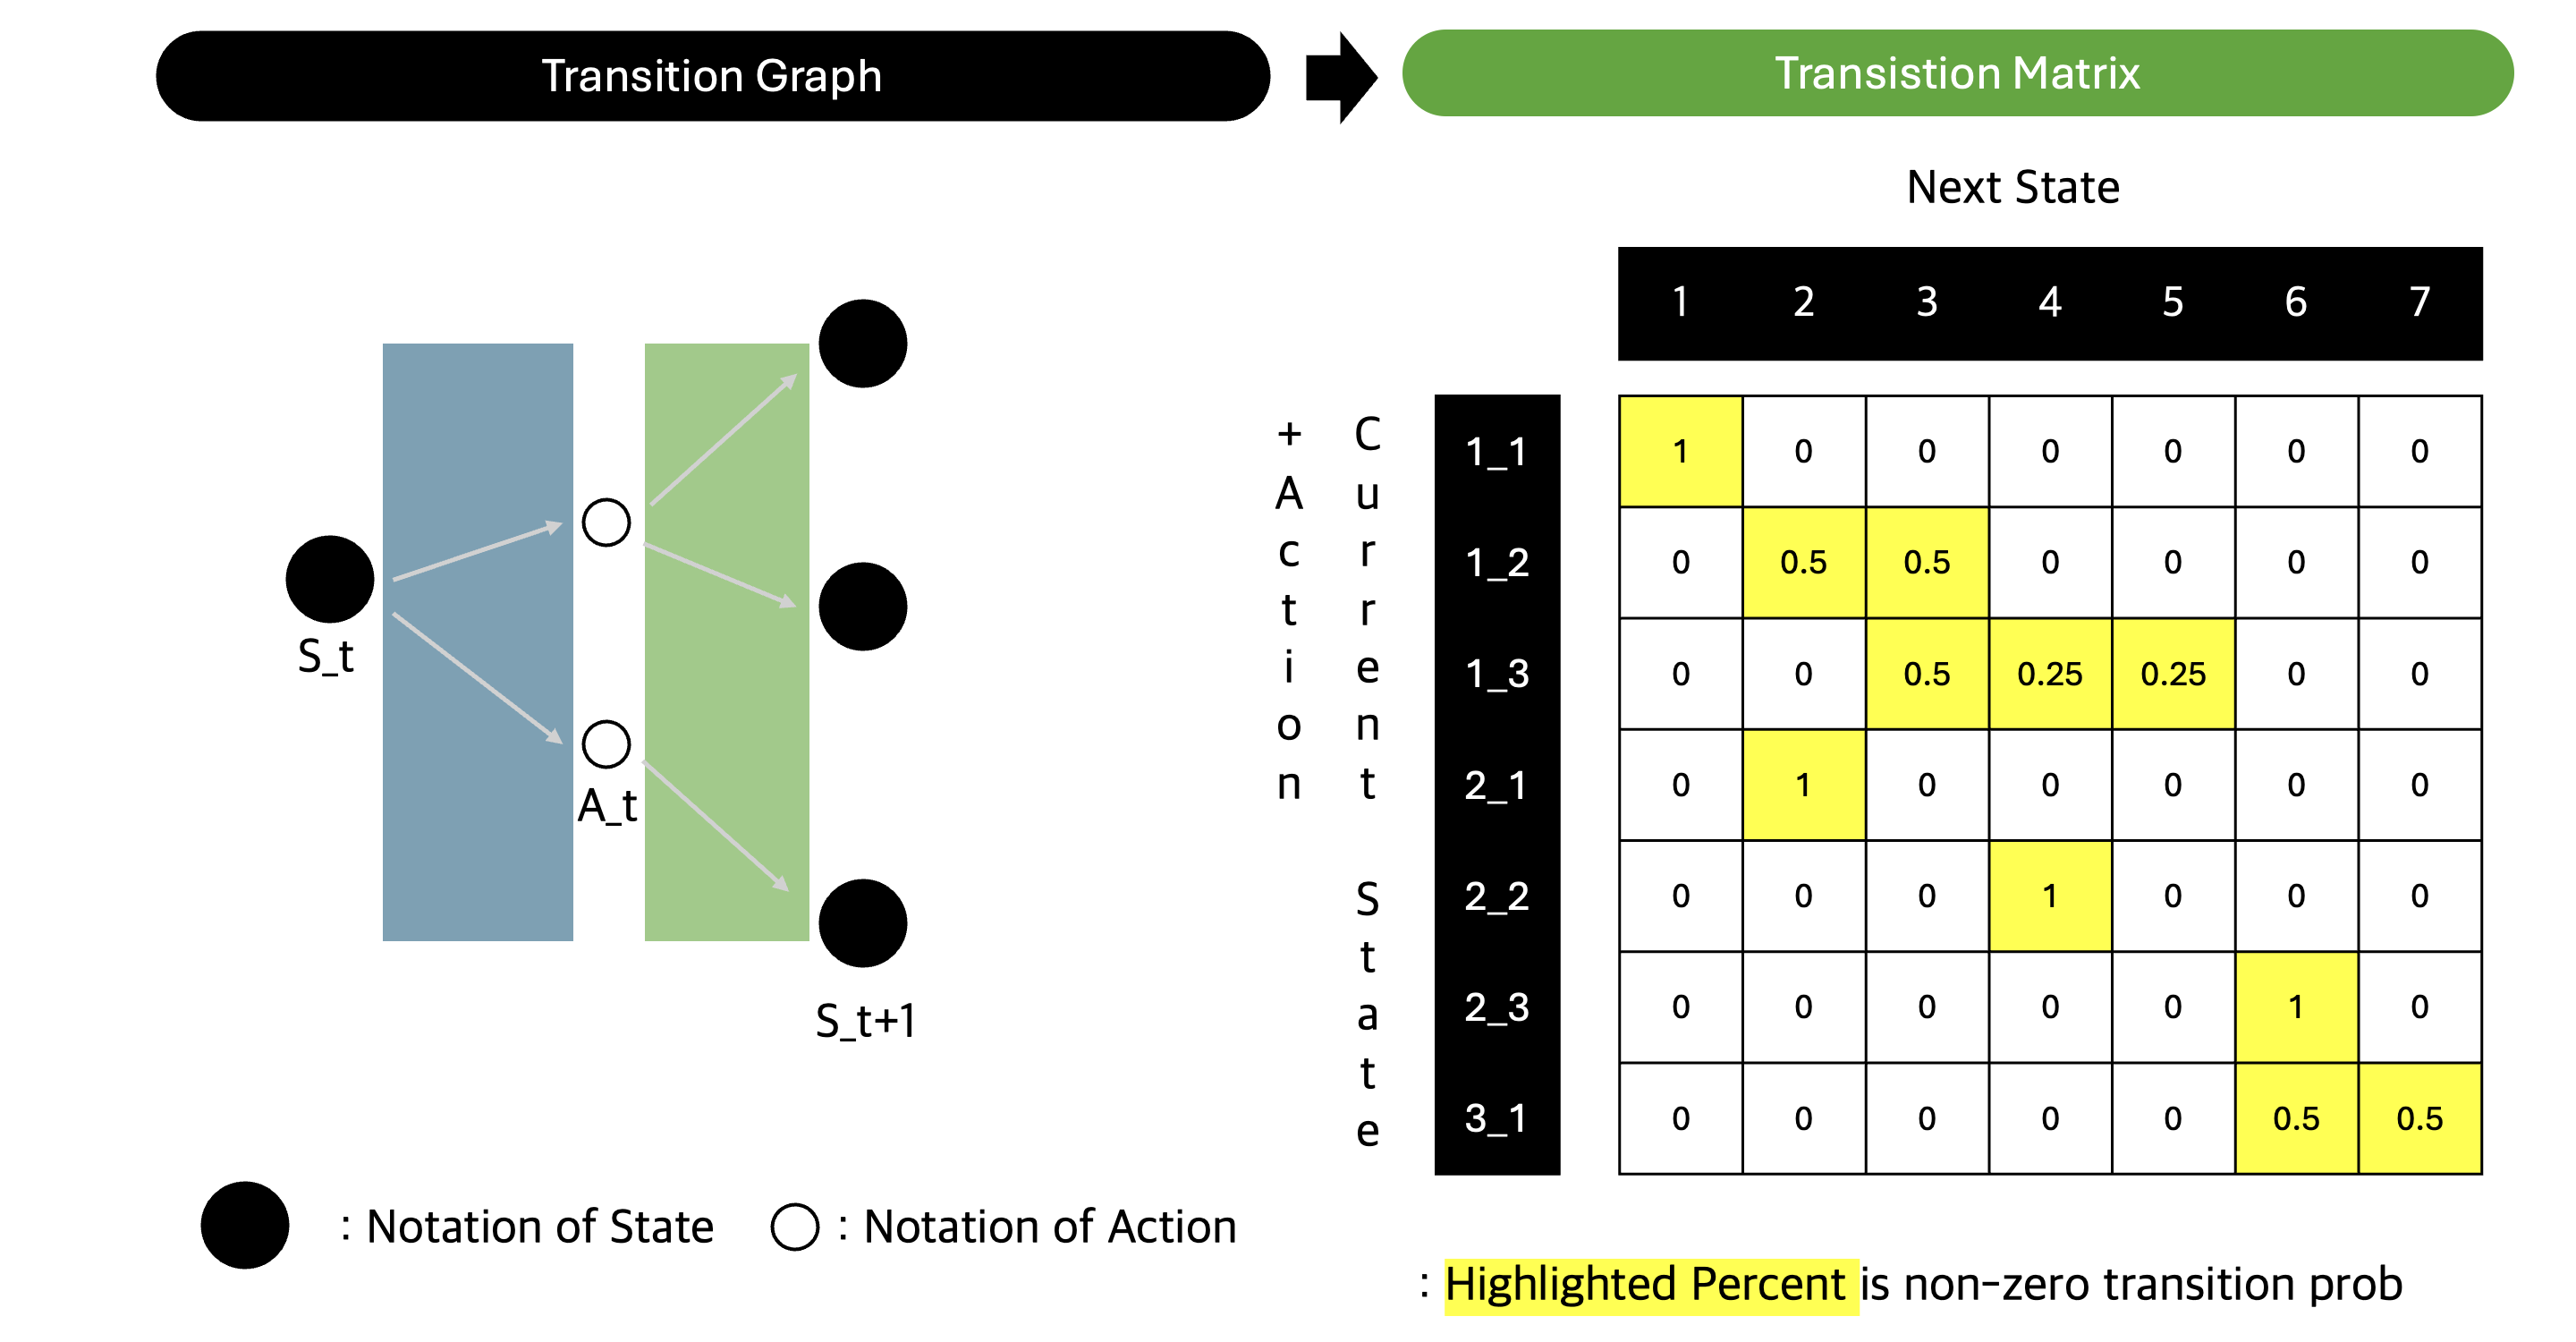 Transition Graph
Transistion Matrix
S_t
A_t
S_t+1
: Notation of State
: Notation of Action
Next State
1 2 3 4 5 6 7
+Action
Current State
1_1 1 0 0 0 0 0 0
1_2 0 0.5 0.5 0 0 0 0
1_3 0 0 0.5 0.25 0.25 0 0
2_1 0 1 0 0 0 0 0
2_2 0 0 0 1 0 0 0
2_3 0 0 0 0 0 1 0
3_1 0 0 0 0 0 0.5 0.5
: Highlighted Percent is non-zero transition prob